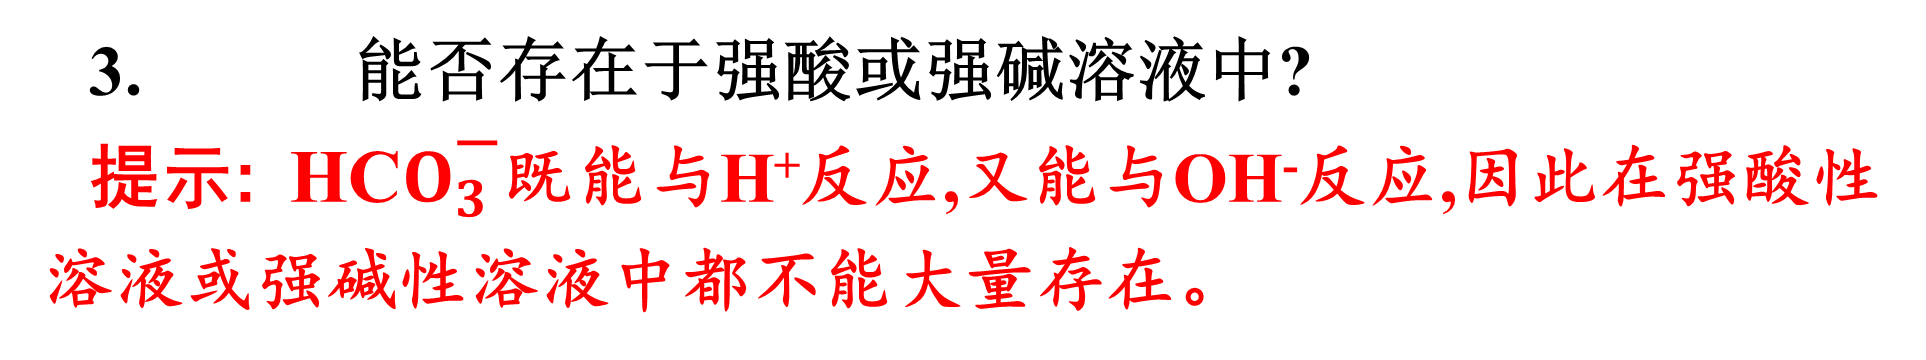 3. 能否存在于强酸或强碱溶液中?
提示: HCO₃⁻既能与H⁺反应,又能与OH⁻反应,因此在强酸性
溶液或强碱性溶液中都不能大量存在。